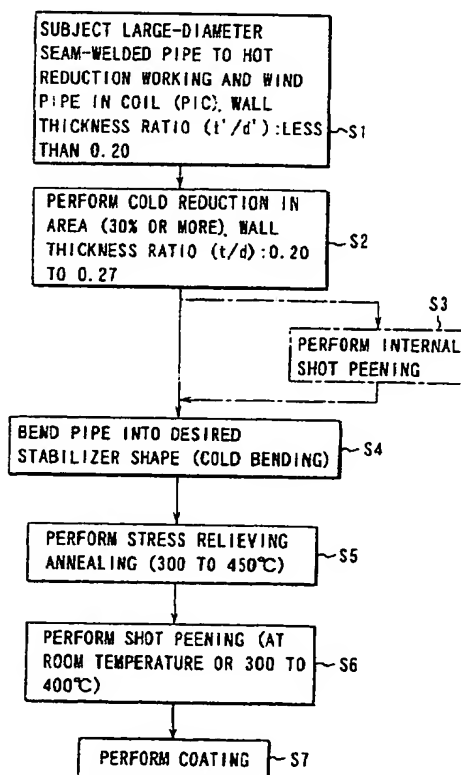 SUBJECT LARGE-DIAMETER
SEAM-WELDED PIPE TO HOT
REDUCTION WORKING AND WIND
PIPE IN COIL (PIC). WALL
THICKNESS RATIO (t'/d'):LESS
THAN 0.20
S1
PERFORM COLD REDUCTION IN
AREA (30% OR MORE). WALL
THICKNESS RATIO (t/d):0.20
TO 0.27
S2
S3
PERFORM INTERNAL
SHOT PEENING
BEND PIPE INTO DESIRED
STABILIZER SHAPE (COLD BENDING)
S4
PERFORM STRESS RELIEVING
ANNEALING (300 TO 450℃)
S5
PERFORM SHOT PEENING (AT
ROOM TEMPERATURE OR 300 TO
400℃)
S6
PERFORM COATING
S7